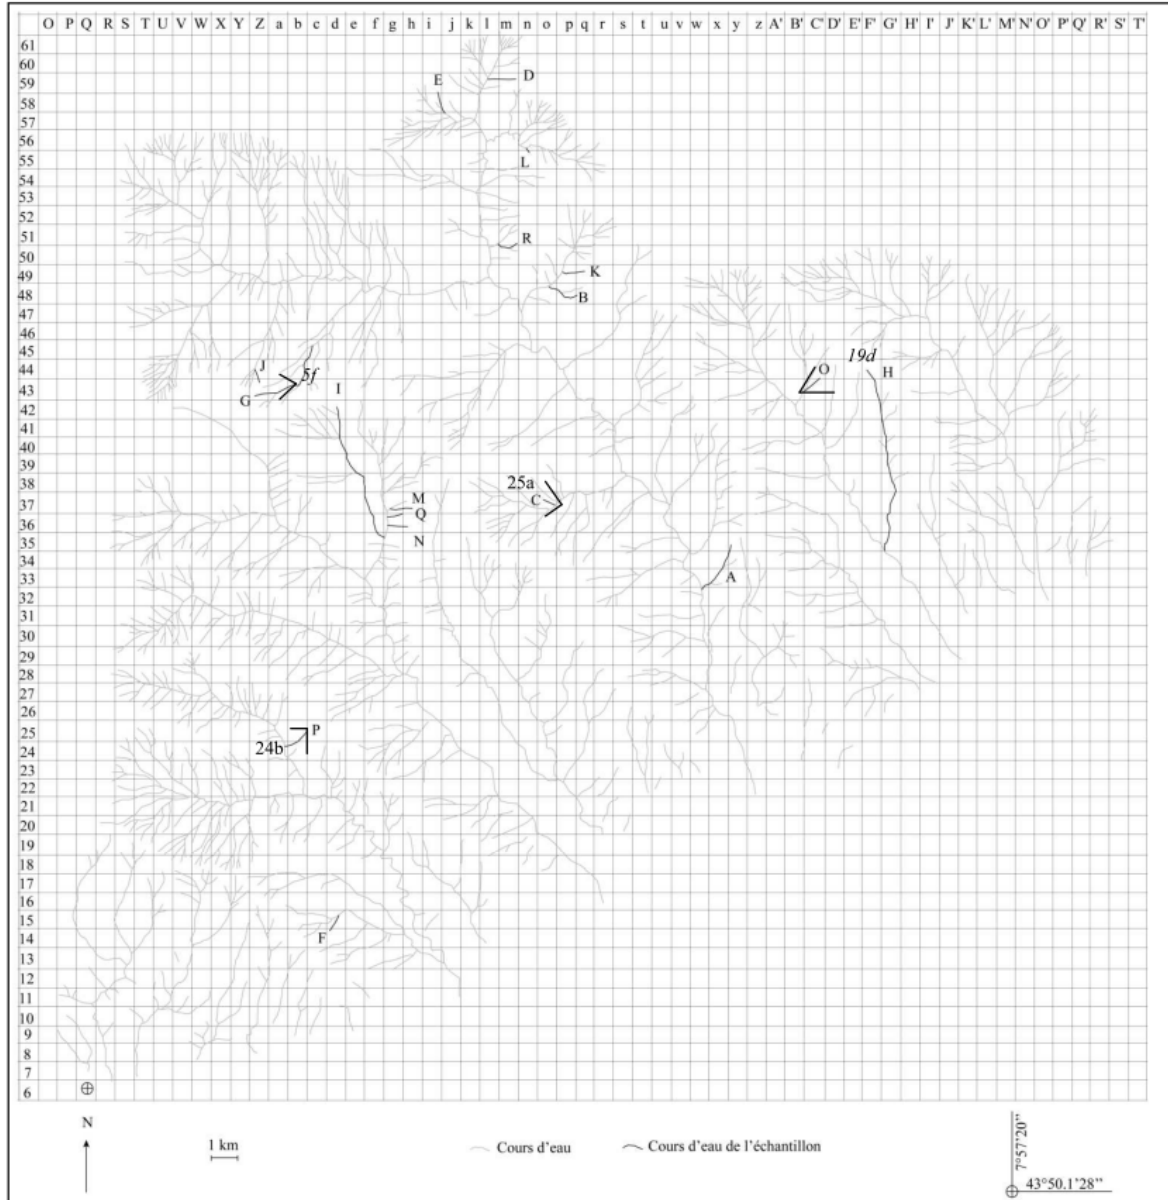 O P Q R S T U V W X Y Z a b c d e f g h i j k l m n o p q r s t u v w x y z A' B' C' D' E' F' G' H' I' J' K' L' M' N' O' P' Q' R' S' T'
61
60
59 E D
58
57
56
55 L
54
53
52
51 R
50
49 K
48 B
47
46
45 19d
44 J 5f I O H
43 G
42
41
40
39
38 25a
37 M C
36 Q
35 N
34
33 A
32
31
30
29
28
27
26
25 P
24 24b
23
22
21
20
19
18
17
16
15
14 F
13
12
11
10
9
8
7
6
N
1 km
Cours d'eau
Cours d'eau de l'échantillon
7°57'20"
43°50.1'28"